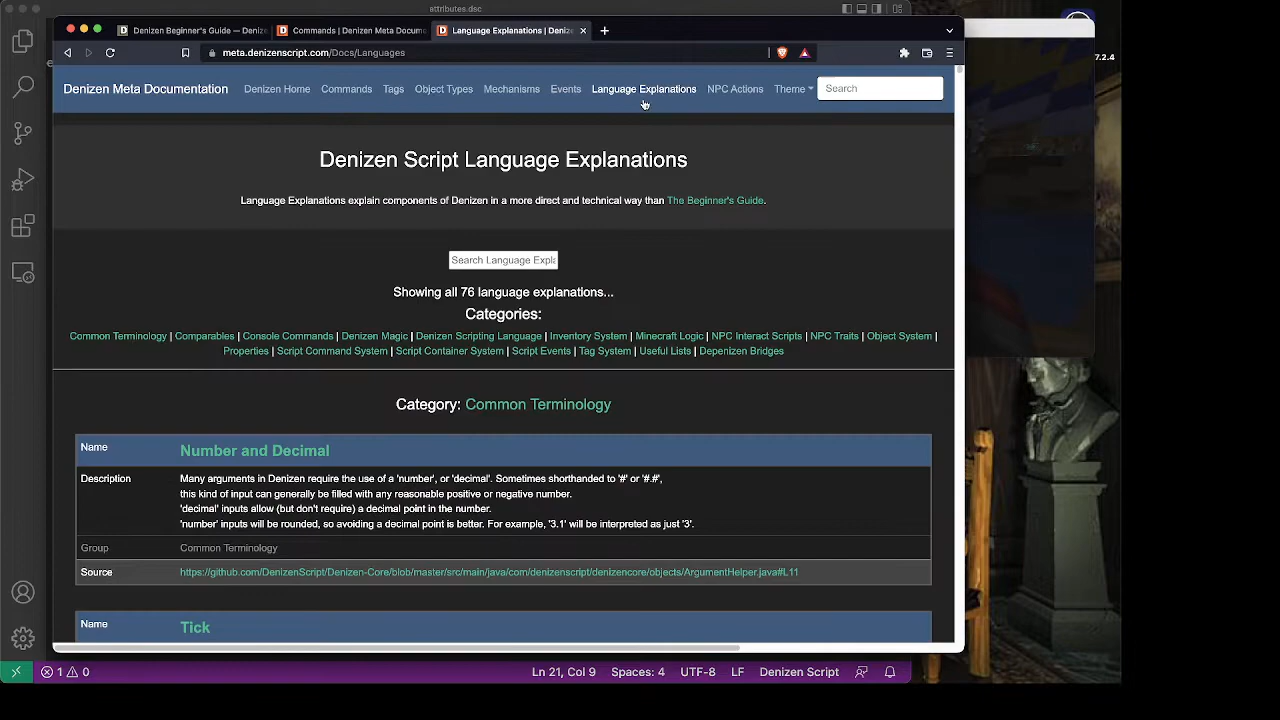 attributes.dsc
Denizen Beginner's Guide — Denize
Commands | Denizen Meta Docum
Language Explanations | Deniz
meta.denizenscript.com/Docs/Languages
7.2.4
Denizen Meta Documentation
Denizen Home
Commands
Tags
Object Types
Mechanisms
Events
Language Explanations
NPC Actions
Theme
Search
Denizen Script Language Explanations
Language Explanations explain components of Denizen in a more direct and technical way than The Beginner's Guide.
Search Language Expla
Showing all 76 language explanations...
Categories:
Common Terminology | Comparables | Console Commands | Denizen Magic | Denizen Scripting Language | Inventory System | Minecraft Logic | NPC Interact Scripts | NPC Traits | Object System |
Properties | Script Command System | Script Container System | Script Events | Tag System | Useful Lists | Depenizen Bridges
Category: Common Terminology
Name Number and Decimal
Description Many arguments in Denizen require the use of a 'number', or 'decimal'. Sometimes shorthanded to '#' or '#.#',
this kind of input can generally be filled with any reasonable positive or negative number.
'decimal' inputs allow (but don't require) a decimal point in the number.
'number' inputs will be rounded, so avoiding a decimal point is better. For example, '3.1' will be interpreted as just '3'.
Group Common Terminology
Source https://github.com/DenizenScript/Denizen-Core/blob/master/src/main/java/com/denizenscript/denizencore/objects/ArgumentHelper.java#L11
Name Tick
1 0 Ln 21, Col 9 Spaces: 4 UTF-8 LF Denizen Script